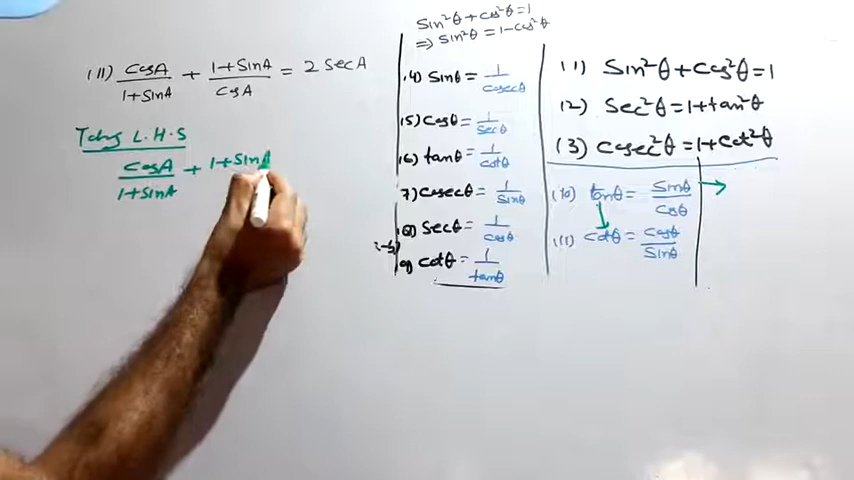 (ii) CosA/1+SinA + 1+SinA/CosA = 2 SecA
Taking L.H.S
CosA/1+SinA + 1+SinA
Sin²θ + Cos²θ = 1
⇒ Sin²θ = 1-Cos²θ
(4) Sinθ = 1/Cosecθ
(5) Cosθ = 1/Secθ
(6) tanθ = 1/Cotθ
7) Cosecθ = 1/Sinθ
(8) Secθ = 1/Cosθ
9) Cotθ = 1/tanθ
(1) Sin²θ + Cos²θ = 1
(2) Sec²θ = 1+tan²θ
(3) Cosec²θ = 1+Cot²θ
(10) tanθ = Sinθ/Cosθ →
(11) Cotθ = Cosθ/Sinθ